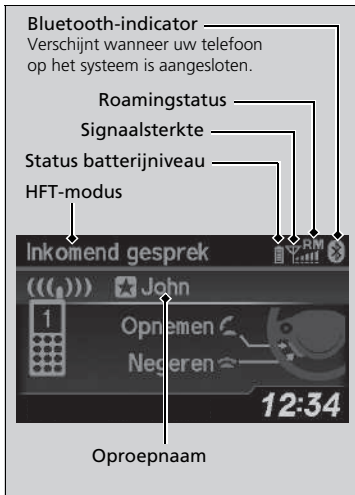 Bluetooth-indicator
Verschijnt wanneer uw telefoon
op het systeem is aangesloten.
Roamingstatus
Signaalsterkte
Status batterijniveau
HFT-modus
Inkomend gesprek
RM
John
1
Opnemen
Negeren
12:34
Oproepnaam